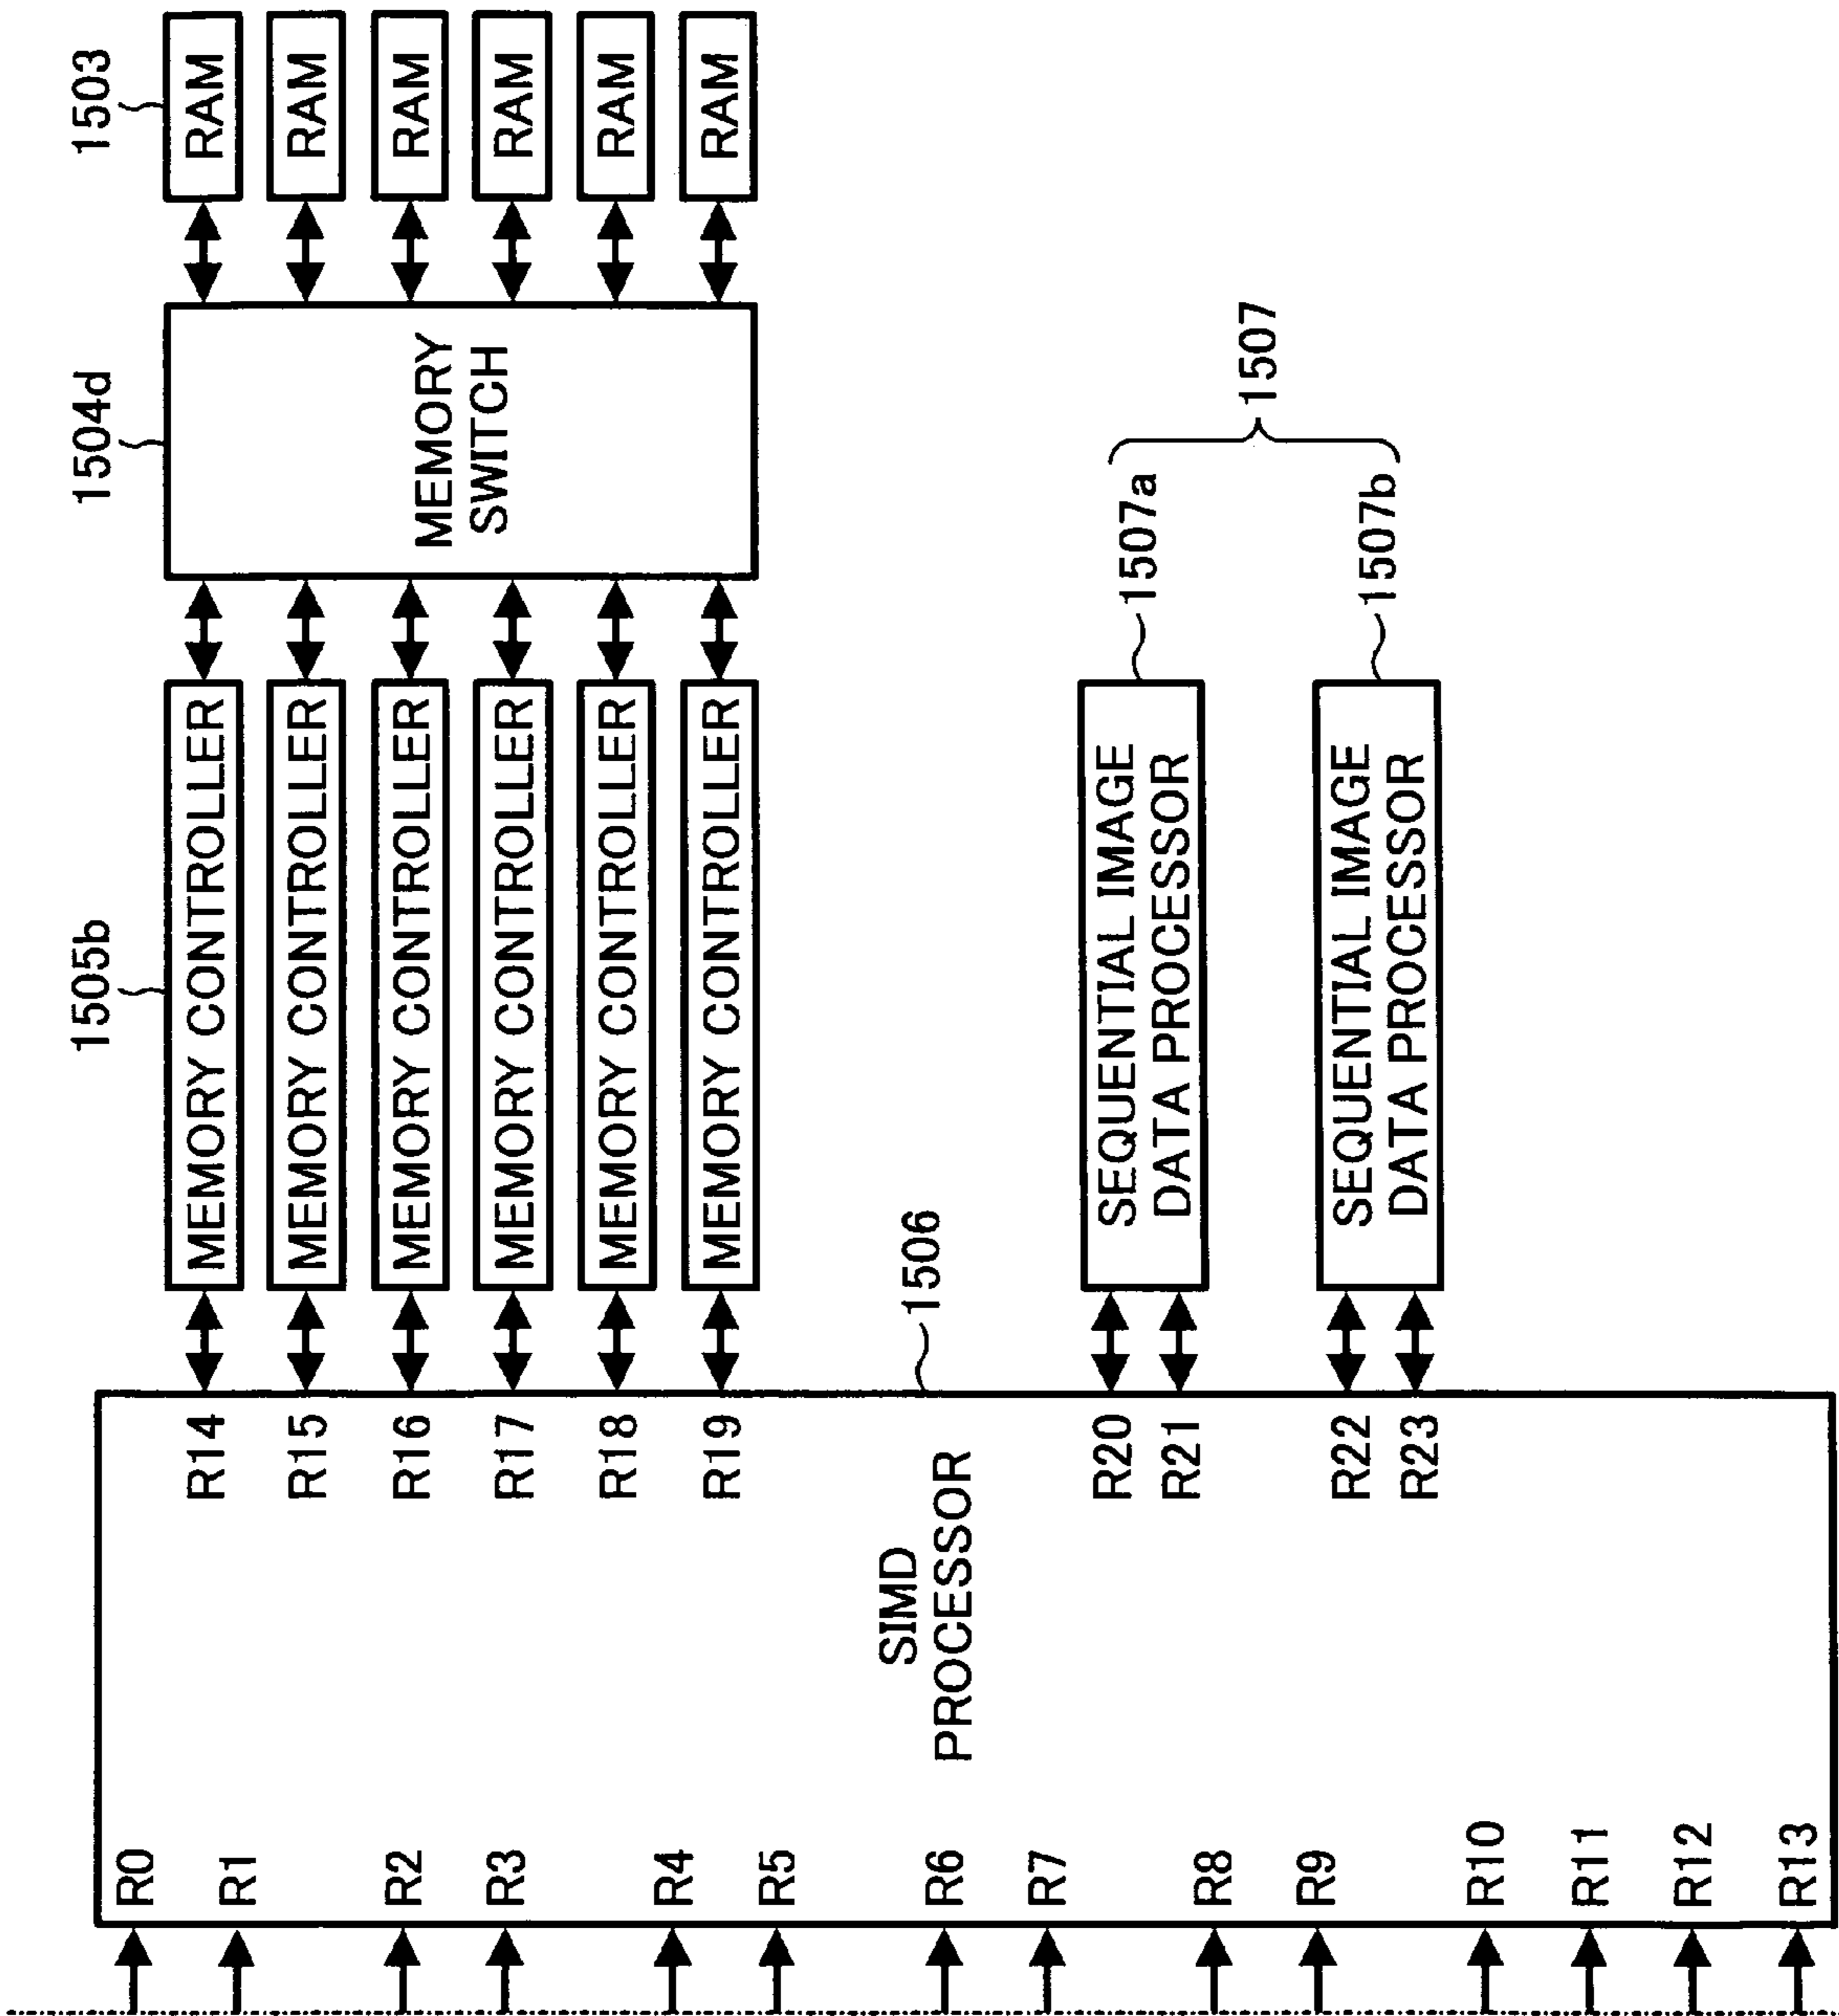 1505b
1504d
1503
R0
R1
R2
R3
R4
R5
R6
R7
R8
R9
R10
R11
R12
R13
SIMD
PROCESSOR
R14
R15
R16
R17
R18
R19
R20
R21
R22
R23
1506
MEMORY CONTROLLER
MEMORY CONTROLLER
MEMORY CONTROLLER
MEMORY CONTROLLER
MEMORY CONTROLLER
MEMORY CONTROLLER
MEMORY
SWITCH
RAM
RAM
RAM
RAM
RAM
RAM
SEQUENTIAL IMAGE
DATA PROCESSOR
1507a
SEQUENTIAL IMAGE
DATA PROCESSOR
1507b
1507